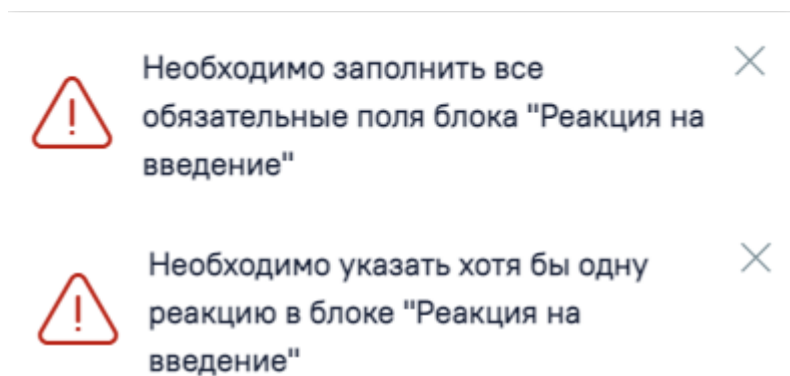 Необходимо заполнить все
обязательные поля блока "Реакция на
введение"
Необходимо указать хотя бы одну
реакцию в блоке "Реакция на
введение"